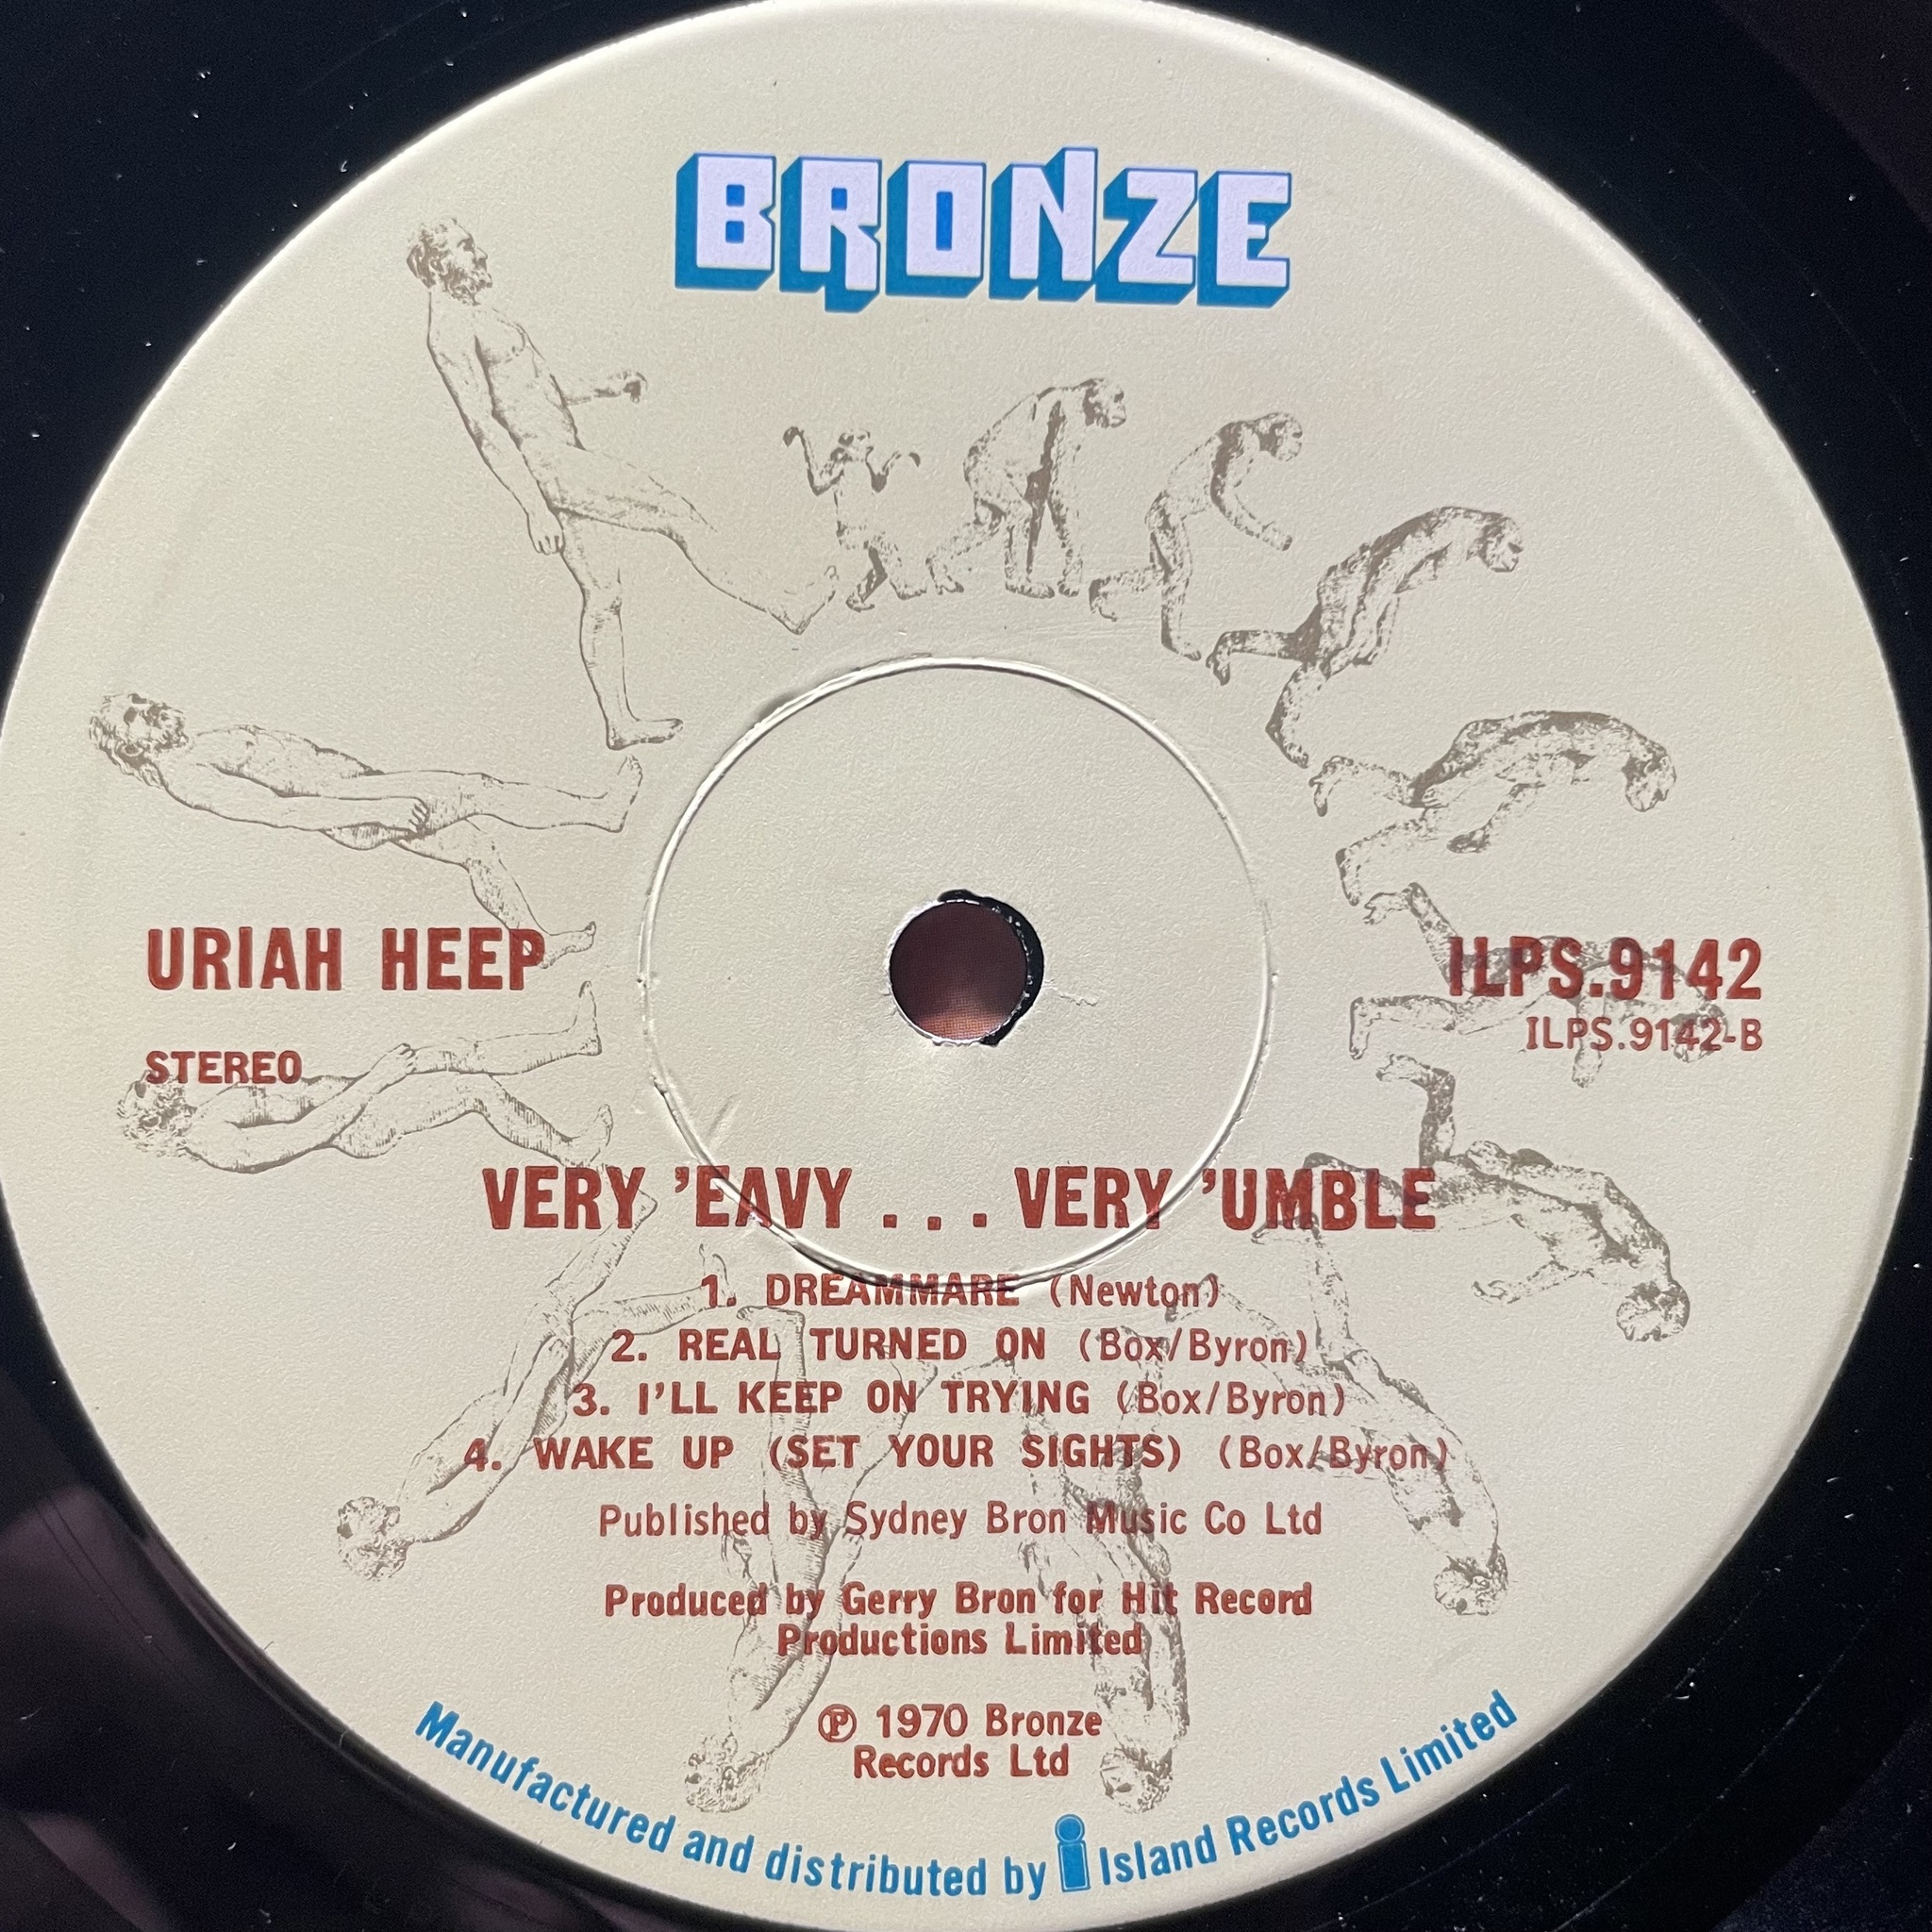 BRONZE
URIAH HEEP
ILPS.9142
ILPS.9142-B
STEREO
VERY ’EAVY . . . VERY ’UMBLE
1. DREAMMARE (Newton)
2. REAL TURNED ON (Box/Byron)
3. I’LL KEEP ON TRYING (Box/Byron)
4. WAKE UP (SET YOUR SIGHTS) (Box/Byron)
Published by Sydney Bron Music Co Ltd
Produced by Gerry Bron for Hit Record
Productions Limited
℗ 1970 Bronze
Records Ltd
Manufactured and distributed by i Island Records Limited